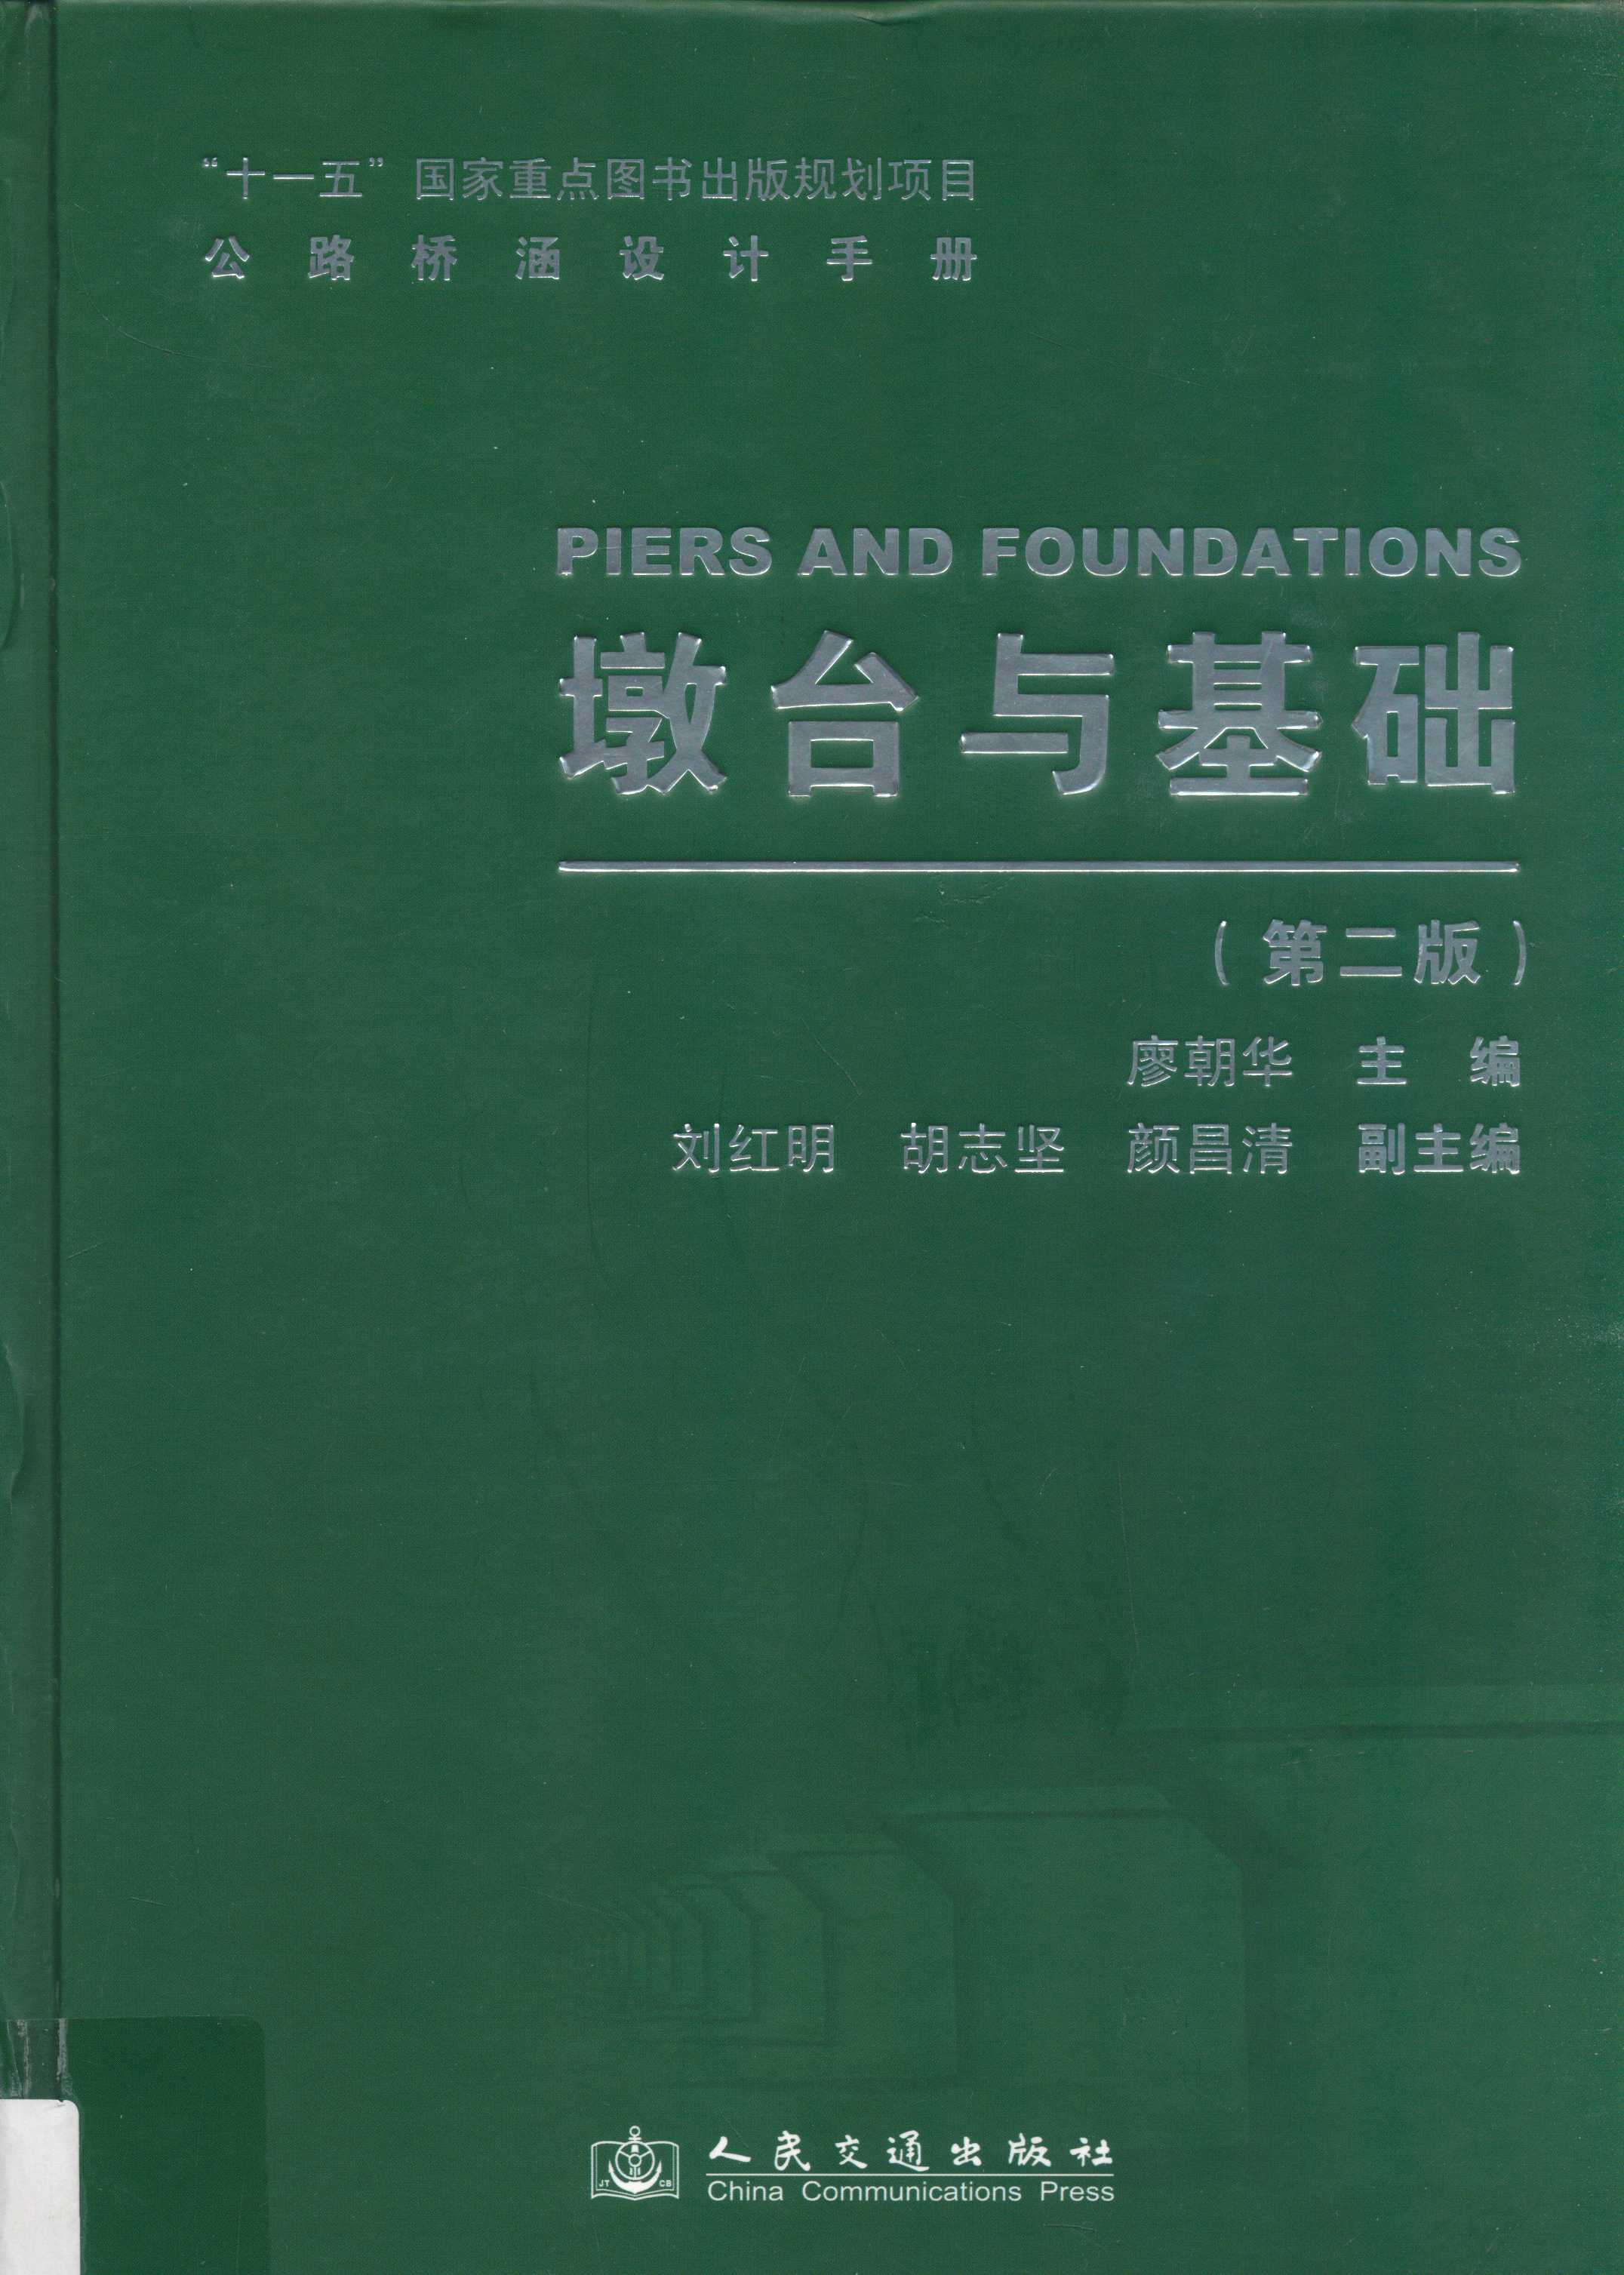 “十一五”国家重点图书出版规划项目
公路桥涵设计手册
PIERS AND FOUNDATIONS
墩台与基础
（第二版）
廖朝华 主 编
刘红明 胡志坚 颜昌清 副主编
JT CB
人民交通出版社
China Communications Press